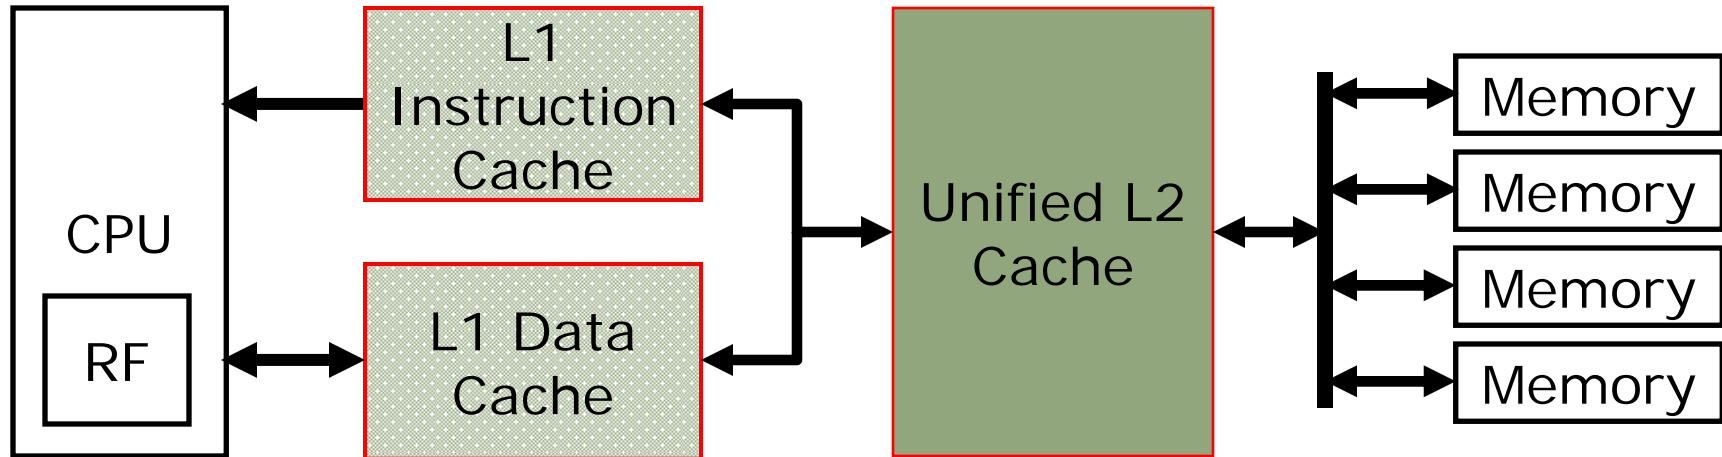 CPU
RF
L1
Instruction
Cache
L1 Data
Cache
Unified L2
Cache
Memory
Memory
Memory
Memory